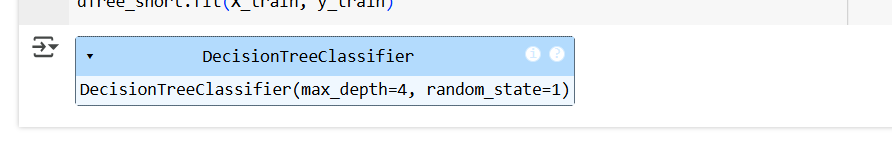 dtree_short.fit(X_train, y_train)
DecisionTreeClassifier
DecisionTreeClassifier(max_depth=4, random_state=1)